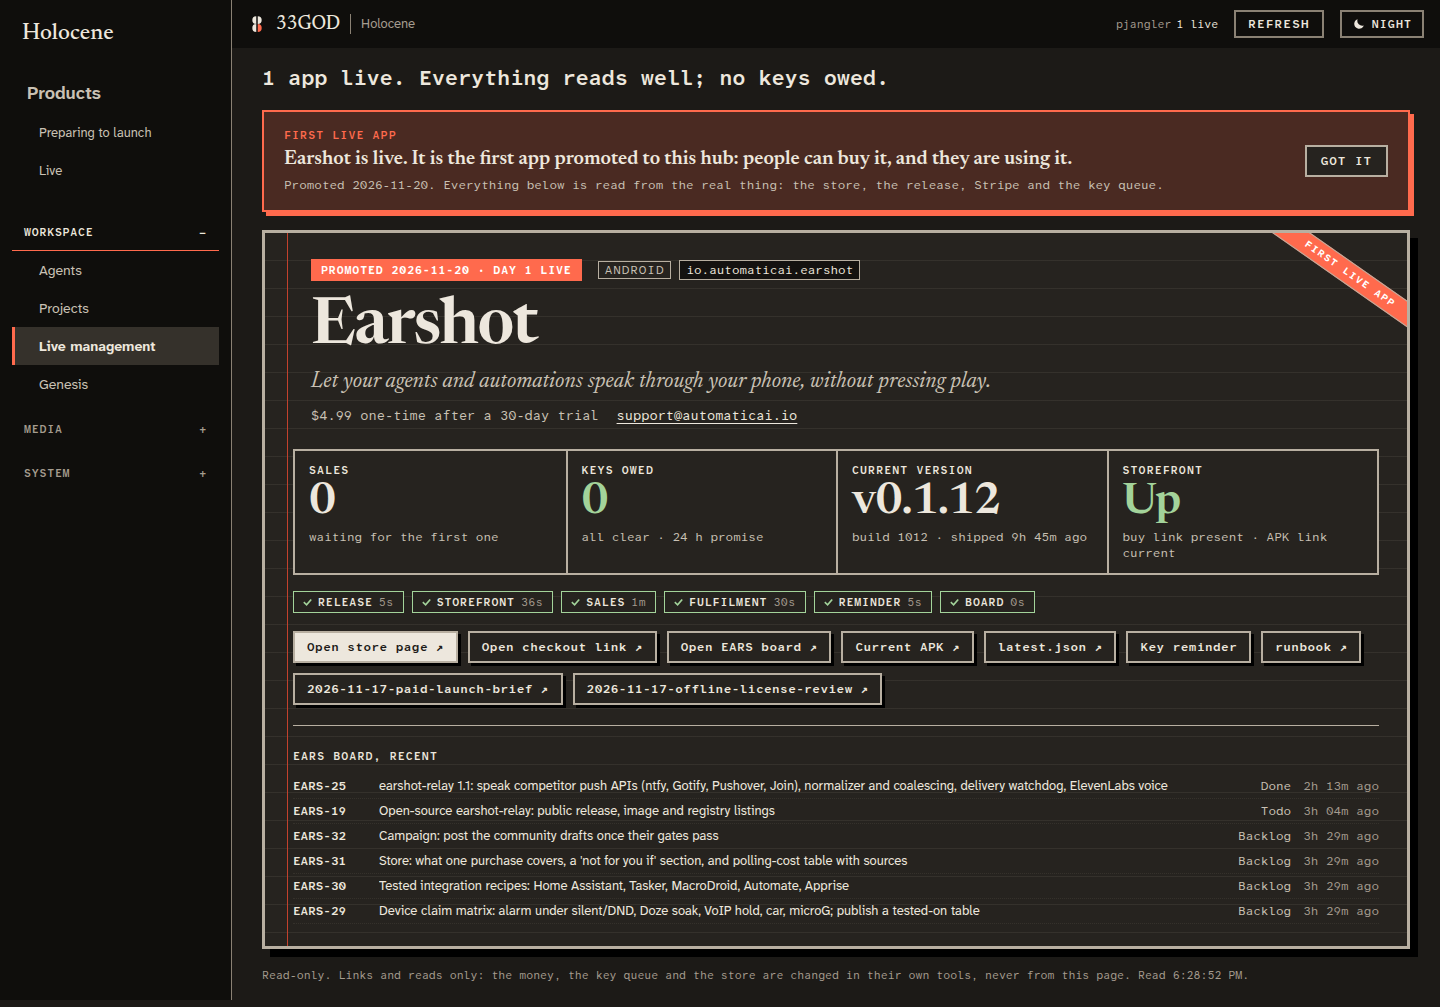 Holocene
Products
Preparing to launch
Live
WORKSPACE −
Agents
Projects
Live management
Genesis
MEDIA +
SYSTEM +
33GOD Holocene
pjangler 1 live
REFRESH
NIGHT
1 app live. Everything reads well; no keys owed.
FIRST LIVE APP
Earshot is live. It is the first app promoted to this hub: people can buy it, and they are using it.
Promoted 2026-11-20. Everything below is read from the real thing: the store, the release, Stripe and the key queue.
GOT IT
FIRST LIVE APP
PROMOTED 2026-11-20 · DAY 1 LIVE ANDROID io.automaticai.earshot
Earshot
Let your agents and automations speak through your phone, without pressing play.
$4.99 one-time after a 30-day trial support@automaticai.io
SALES
0
waiting for the first one
KEYS OWED
0
all clear · 24 h promise
CURRENT VERSION
v0.1.12
build 1012 · shipped 9h 45m ago
STOREFRONT
Up
buy link present · APK link
current
✓ RELEASE 5s ✓ STOREFRONT 36s ✓ SALES 1m ✓ FULFILMENT 30s ✓ REMINDER 5s ✓ BOARD 0s
Open store page ↗ Open checkout link ↗ Open EARS board ↗ Current APK ↗ latest.json ↗ Key reminder runbook ↗
2026-11-17-paid-launch-brief ↗ 2026-11-17-offline-license-review ↗
EARS BOARD, RECENT
EARS-25 earshot-relay 1.1: speak competitor push APIs (ntfy, Gotify, Pushover, Join), normalizer and coalescing, delivery watchdog, ElevenLabs voice Done 2h 13m ago
EARS-19 Open-source earshot-relay: public release, image and registry listings Todo 3h 04m ago
EARS-32 Campaign: post the community drafts once their gates pass Backlog 3h 29m ago
EARS-31 Store: what one purchase covers, a 'not for you if' section, and polling-cost table with sources Backlog 3h 29m ago
EARS-30 Tested integration recipes: Home Assistant, Tasker, MacroDroid, Automate, Apprise Backlog 3h 29m ago
EARS-29 Device claim matrix: alarm under silent/DND, Doze soak, VoIP hold, car, microG; publish a tested-on table Backlog 3h 29m ago
Read-only. Links and reads only: the money, the key queue and the store are changed in their own tools, never from this page. Read 6:28:52 PM.